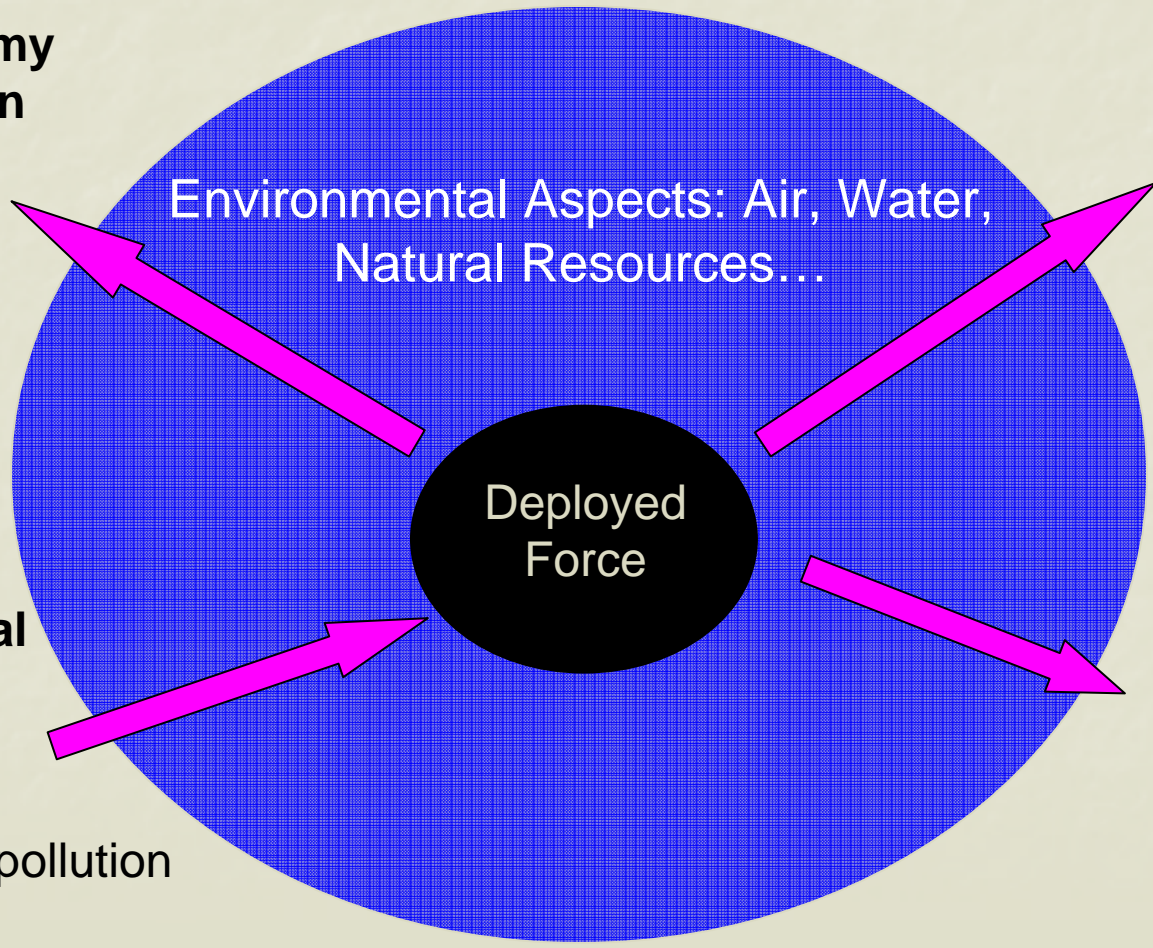 my
n
Environmental Aspects: Air, Water,
Natural Resources…
Deployed
Force
al
pollution